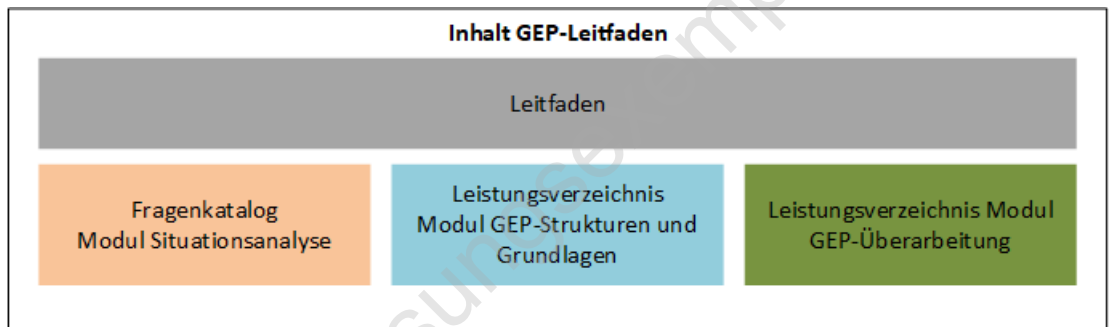 Inhalt GEP-Leitfaden
Leitfaden
Fragenkatalog
Modul Situationsanalyse
Leistungsverzeichnis
Modul GEP-Strukturen und
Grundlagen
Leistungsverzeichnis Modul
GEP-Überarbeitung